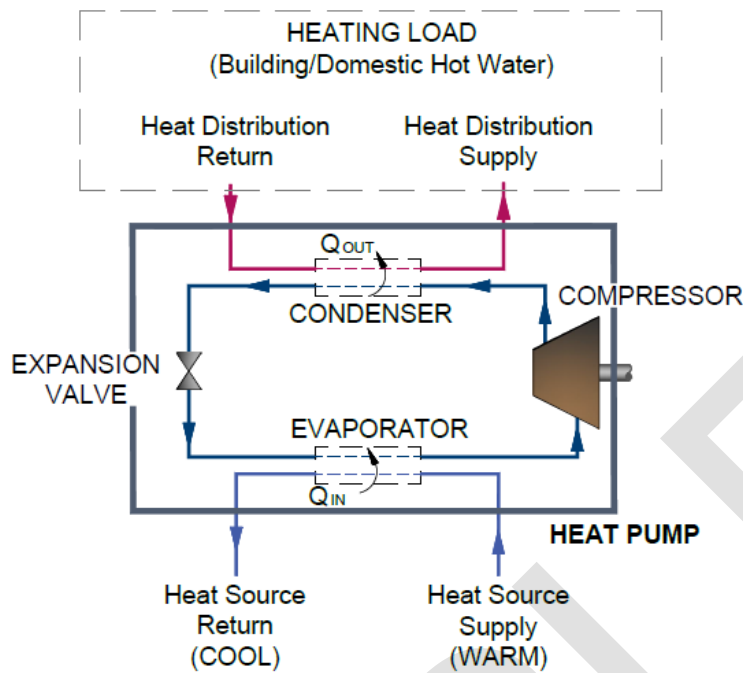 HEATING LOAD
(Building/Domestic Hot Water)
Heat Distribution
Return
Heat Distribution
Supply
QOUT
CONDENSER
COMPRESSOR
EXPANSION
VALVE
EVAPORATOR
QIN
HEAT PUMP
Heat Source
Return
(COOL)
Heat Source
Supply
(WARM)